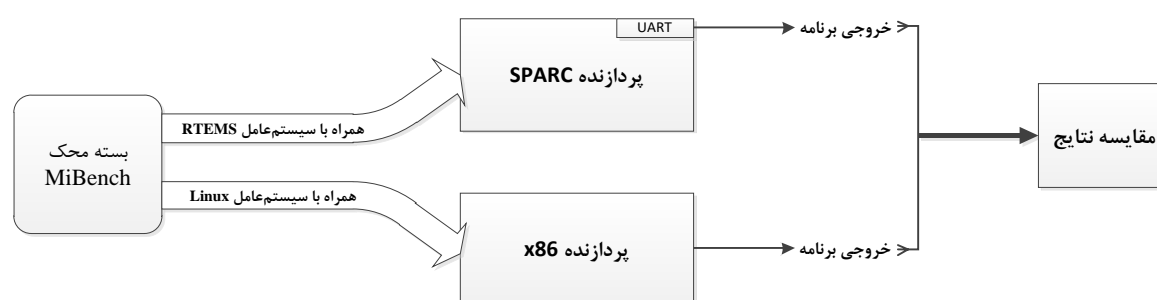 UART
پردازنده SPARC
خروجی برنامه
همراه با سیستم‌عامل RTEMS
بسته محک
MiBench
مقایسه نتایج
همراه با سیستم‌عامل Linux
پردازنده x86
خروجی برنامه